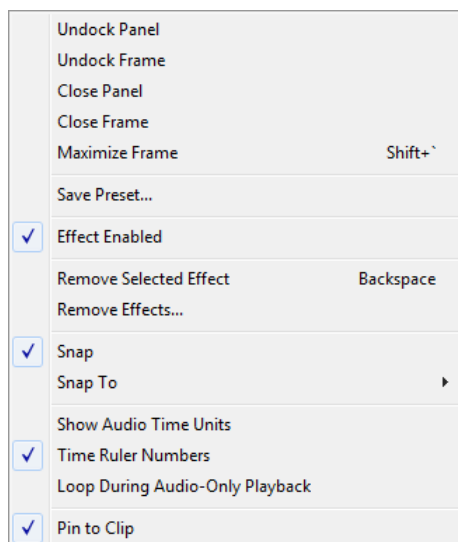 Undock Panel
Undock Frame
Close Panel
Close Frame
Maximize Frame Shift+`
Save Preset...
Effect Enabled
Remove Selected Effect Backspace
Remove Effects...
Snap
Snap To
Show Audio Time Units
Time Ruler Numbers
Loop During Audio-Only Playback
Pin to Clip